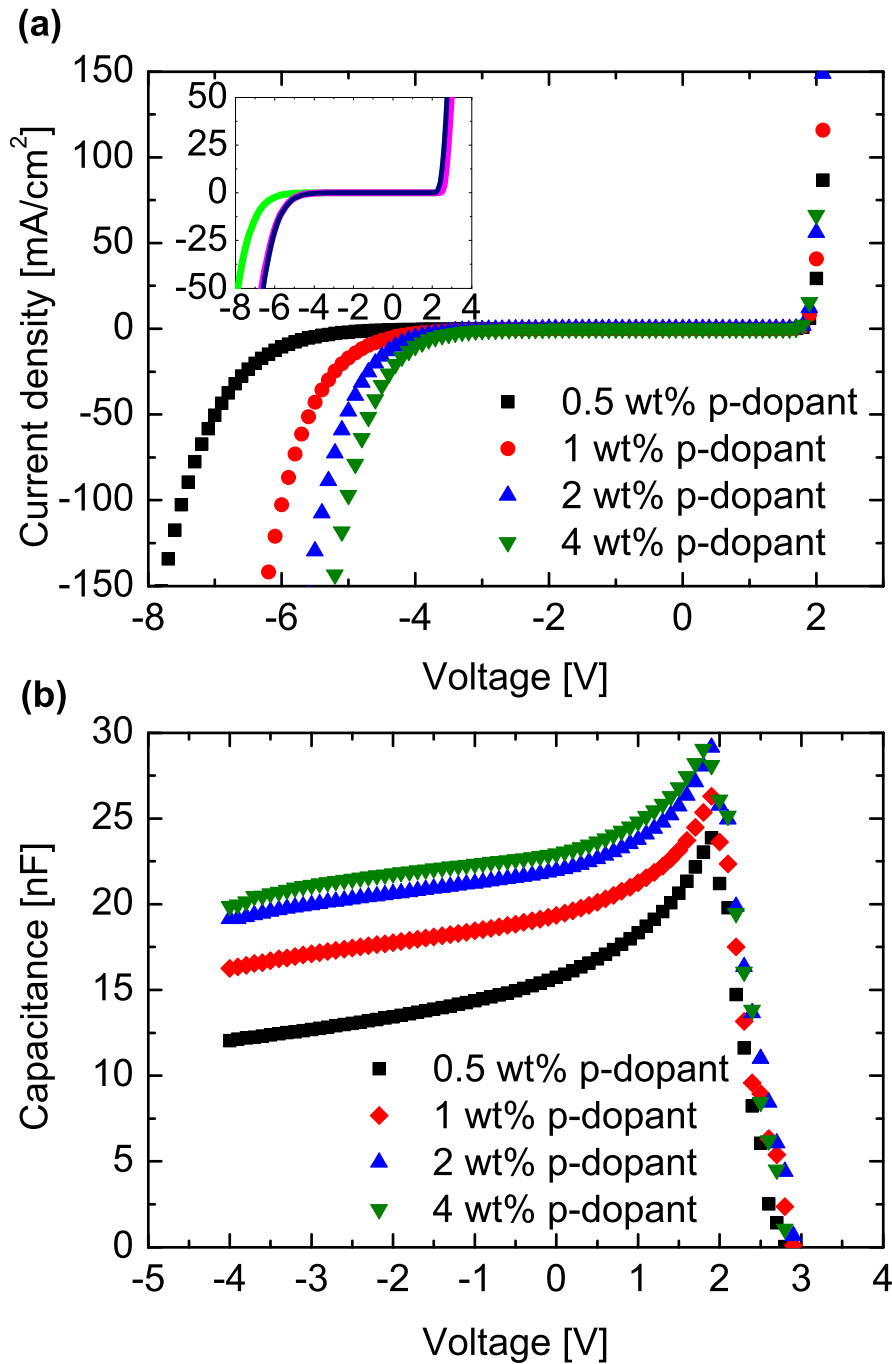 (a)
150
100
50
0
-50
-100
-150
Current density [mA/cm²]
50
25
0
-25
-50
-8 -6 -4 -2 0 2 4
0.5 wt% p-dopant
1 wt% p-dopant
2 wt% p-dopant
4 wt% p-dopant
-8 -6 -4 -2 0 2
Voltage [V]
(b)
30
25
20
15
10
5
0
Capacitance [nF]
0.5 wt% p-dopant
1 wt% p-dopant
2 wt% p-dopant
4 wt% p-dopant
-5 -4 -3 -2 -1 0 1 2 3 4
Voltage [V]